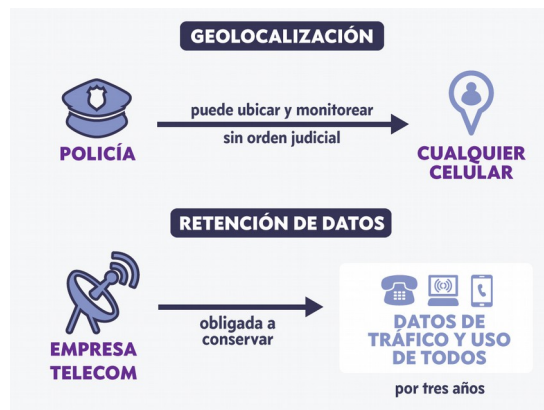 GEOLOCALIZACIÓN
POLICÍA
puede ubicar y monitorear
sin orden judicial
CUALQUIER
CELULAR
RETENCIÓN DE DATOS
EMPRESA
TELECOM
obligada a
conservar
DATOS DE
TRÁFICO Y USO
DE TODOS
por tres años